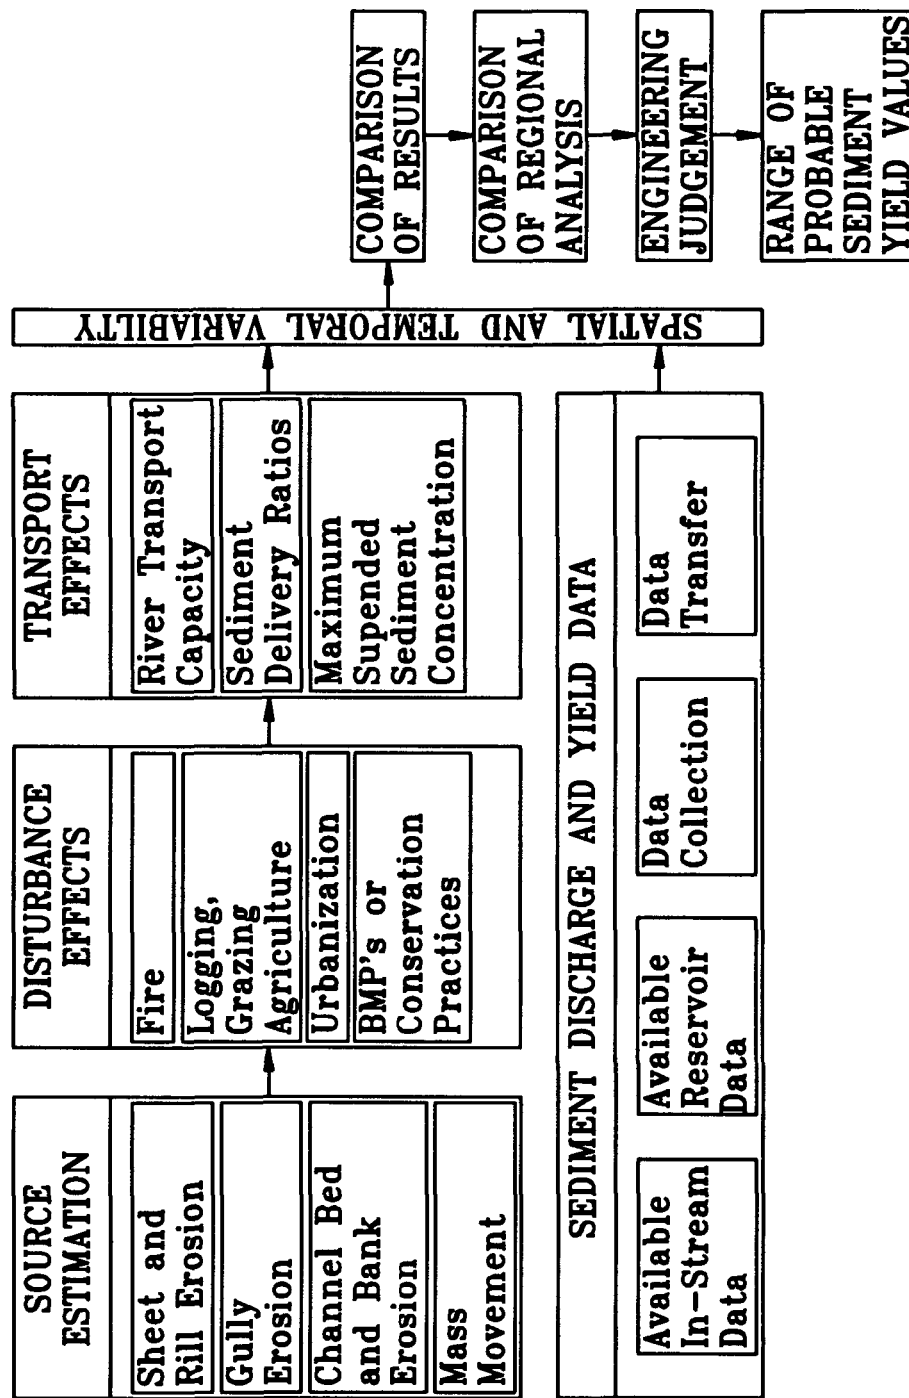 SOURCE
ESTIMATION
Sheet and
Rill Erosion
Gully
Erosion
Channel Bed
and Bank
Erosion
Mass
Movement
DISTURBANCE
EFFECTS
Fire
Logging,
Grazing
Agriculture
Urbanization
BMP's or
Conservation
Practices
TRANSPORT
EFFECTS
River Transport
Capacity
Sediment
Delivery Ratios
Maximum
Supended
Sediment
Concentration
SEDIMENT DISCHARGE AND YIELD DATA
Available
In-Stream
Data
Available
Reservoir
Data
Data
Collection
Data
Transfer
SPATIAL AND TEMPORAL VARIABILTY
COMPARISON
OF RESULTS
COMPARISON
OF REGIONAL
ANALYSIS
ENGINEERING
JUDGEMENT
RANGE OF
PROBABLE
SEDIMENT
YIELD VALUES